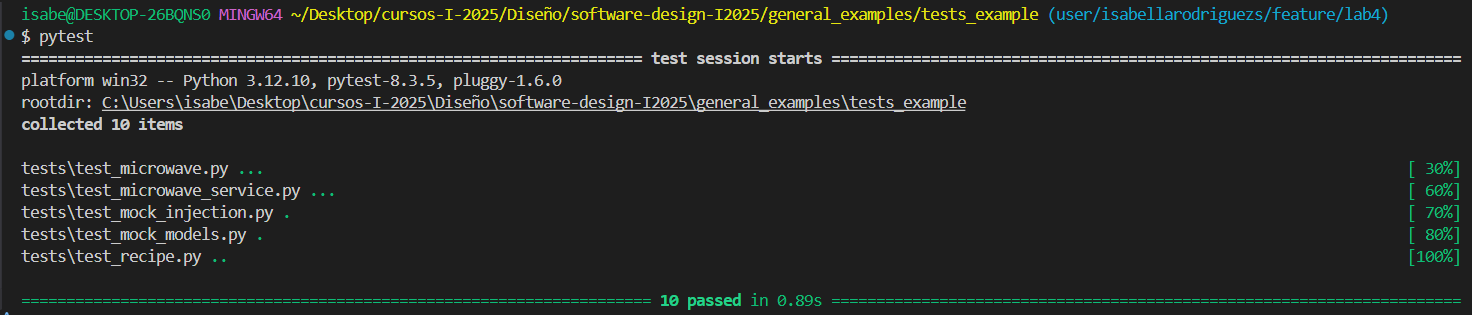 isabe@DESKTOP-26BQNS0 MINGW64 ~/Desktop/cursos-I-2025/Diseño/software-design-I2025/general_examples/tests_example (user/isabellarodriguezs/feature/lab4)
$ pytest
============================================================================ test session starts ============================================================================
platform win32 -- Python 3.12.10, pytest-8.3.5, pluggy-1.6.0
rootdir: C:\Users\isabe\Desktop\cursos-I-2025\Diseño\software-design-I2025\general_examples\tests_example
collected 10 items
tests\test_microwave.py ... [ 30%]
tests\test_microwave_service.py ... [ 60%]
tests\test_mock_injection.py . [ 70%]
tests\test_mock_models.py . [ 80%]
tests\test_recipe.py .. [100%]
============================================================================ 10 passed in 0.89s ============================================================================